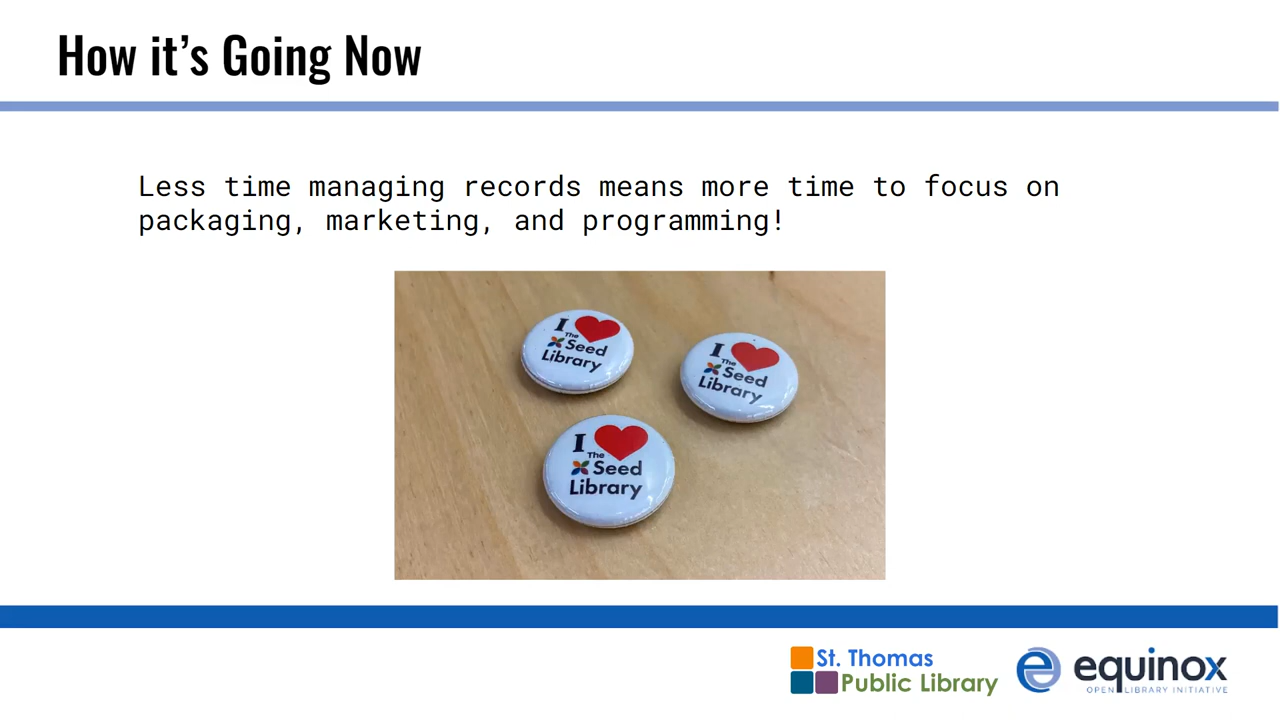 How it's Going Now
Less time managing records means more time to focus on
packaging, marketing, and programming!
I
The
Seed
Library
I
The
Seed
Library
I
The
Seed
Library
St. Thomas
Public Library
equinox
OPEN LIBRARY INITIATIVE